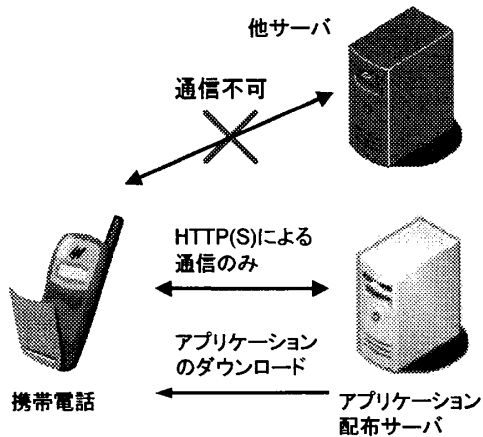 他サーバ
通信不可
HTTP(S)による
通信のみ
アプリケーション
のダウンロード
携帯電話
アプリケーション
配布サーバ